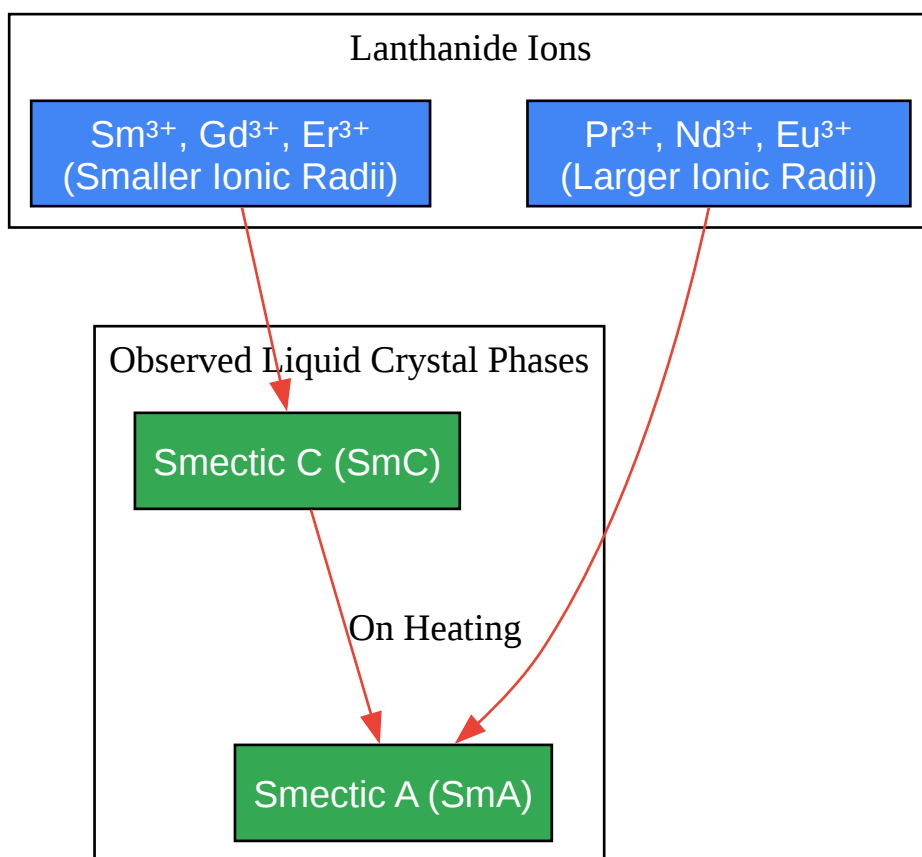 Lanthanide Ions
Sm³⁺, Gd³⁺, Er³⁺
(Smaller Ionic Radii)
Pr³⁺, Nd³⁺, Eu³⁺
(Larger Ionic Radii)
Observed Liquid Crystal Phases
Smectic C (SmC)
On Heating
Smectic A (SmA)